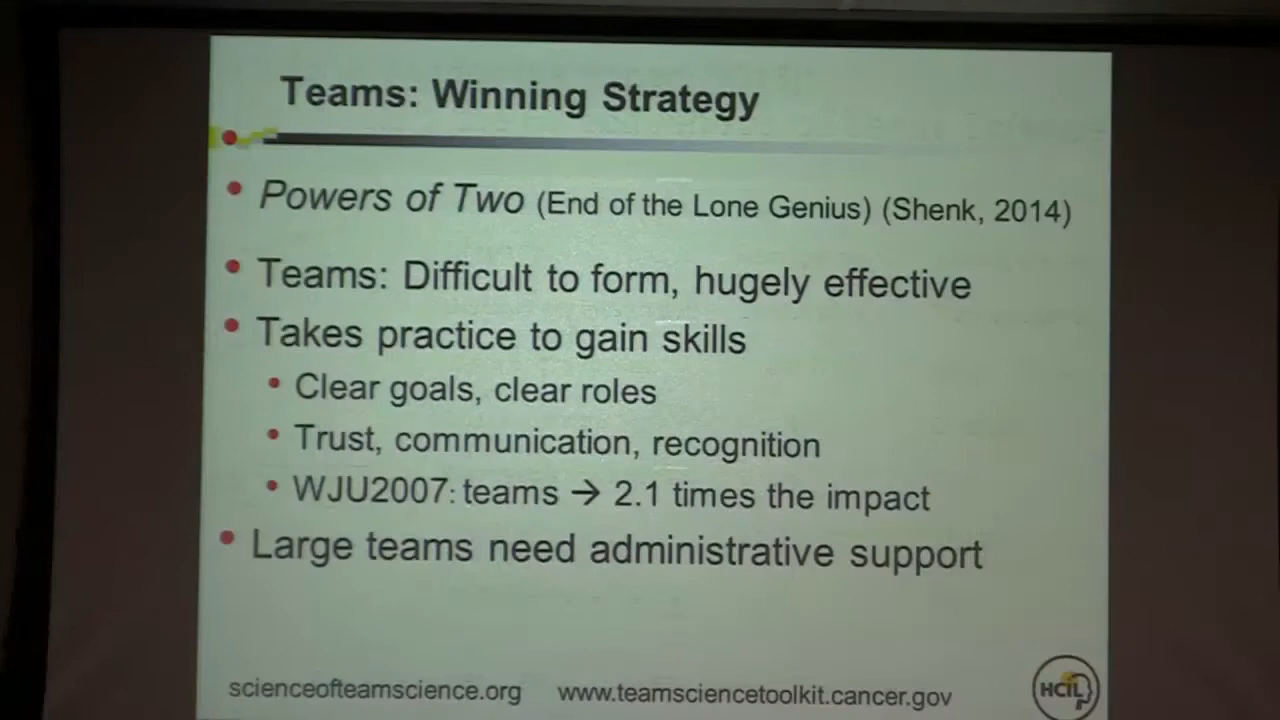 Teams: Winning Strategy
• Powers of Two (End of the Lone Genius) (Shenk, 2014)
• Teams: Difficult to form, hugely effective
• Takes practice to gain skills
• Clear goals, clear roles
• Trust, communication, recognition
• WJU2007: teams → 2.1 times the impact
• Large teams need administrative support
scienceofteamscience.org www.teamsciencetoolkit.cancer.gov
HCIL